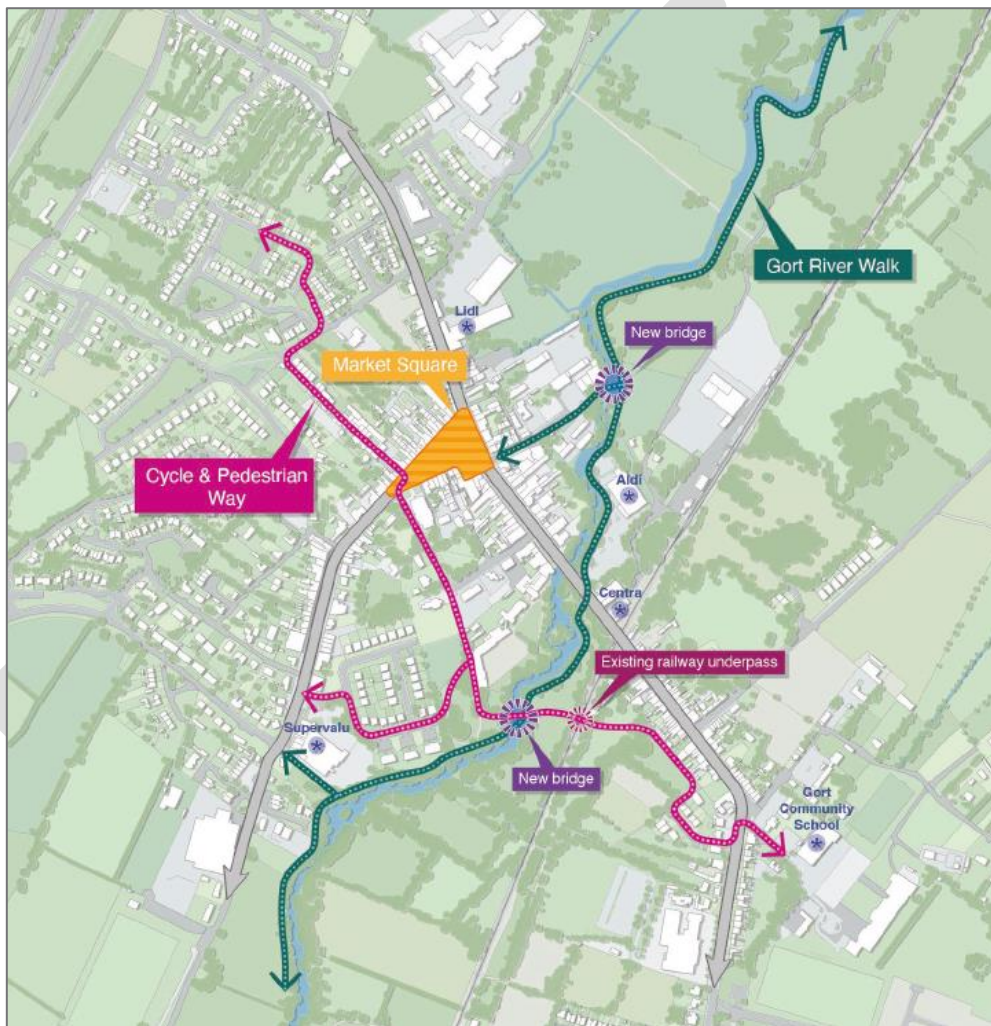 Gort River Walk
Lidl
New bridge
Market Square
Cycle & Pedestrian
Way
Aldi
Centra
Existing railway underpass
Supervalu
New bridge
Gort
Community
School